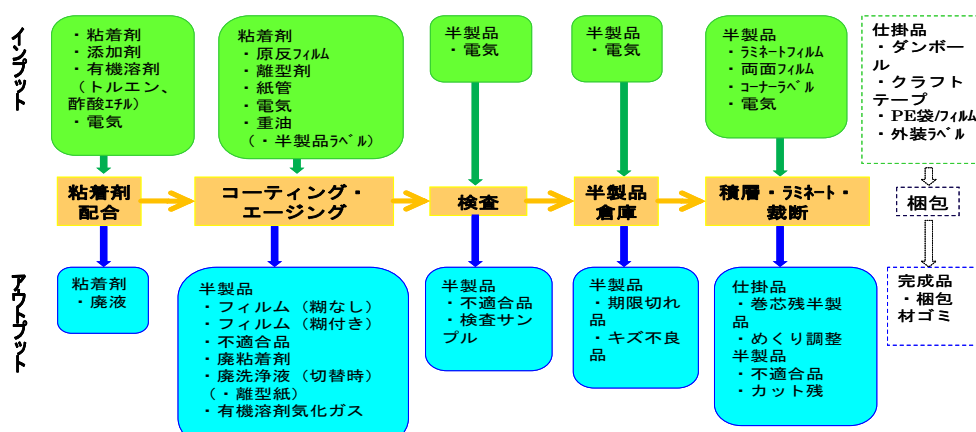 インプット
・粘着剤
・添加剤
・有機溶剤
（トルエン、
酢酸ｴﾁﾙ）
・電気
粘着剤
・原反ﾌｨﾙﾑ
・離型剤
・紙管
・電気
・重油
（・半製品ﾗﾍﾞﾙ）
半製品
・電気
半製品
・電気
半製品
・ﾗﾐﾈｰﾄﾌｨﾙﾑ
・両面ﾌｨﾙﾑ
・ｺｰﾅｰﾗﾍﾞﾙ
・電気
仕掛品
・ダンボー
ル
・クラフト
テープ
・PE袋/ﾌｨﾙﾑ
・外装ﾗﾍﾞﾙ
粘着剤
配合
コーティング・
エージング
検査
半製品
倉庫
積層・ﾗﾐﾈｰﾄ・
裁断
梱包
アウトプット
粘着剤
・廃液
半製品
・フィルム（糊なし）
・フィルム（糊付き）
・不適合品
・廃粘着剤
・廃洗浄液（切替時）
（・離型紙）
・有機溶剤気化ガス
半製品
・不適合品
・検査サン
プル
半製品
・期限切れ
品
・キズ不良
品
仕掛品
・巻芯残半製
品
・めくり調整
半製品
・不適合品
・カット残
完成品
・梱包
材ゴミ